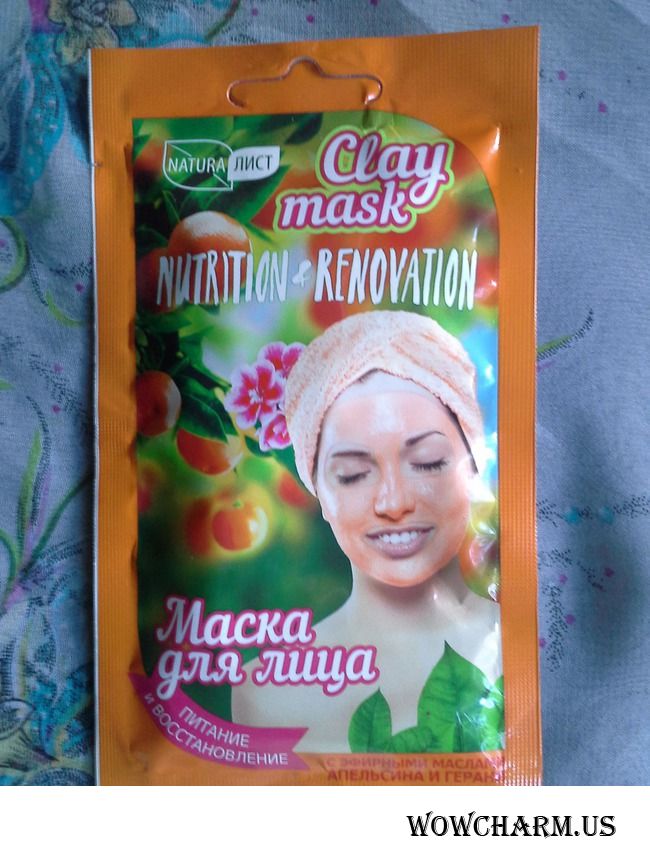 NATURA ЛИСТ
Clay
mask
NUTRITION & RENOVATION
Маска
для лица
ПИТАНИЕ
И ВОССТАНОВЛЕНИЕ
С ЭФИРНЫМИ МАСЛАМИ
АПЕЛЬСИНА И ГЕРАНИ
WOWCHARM.US